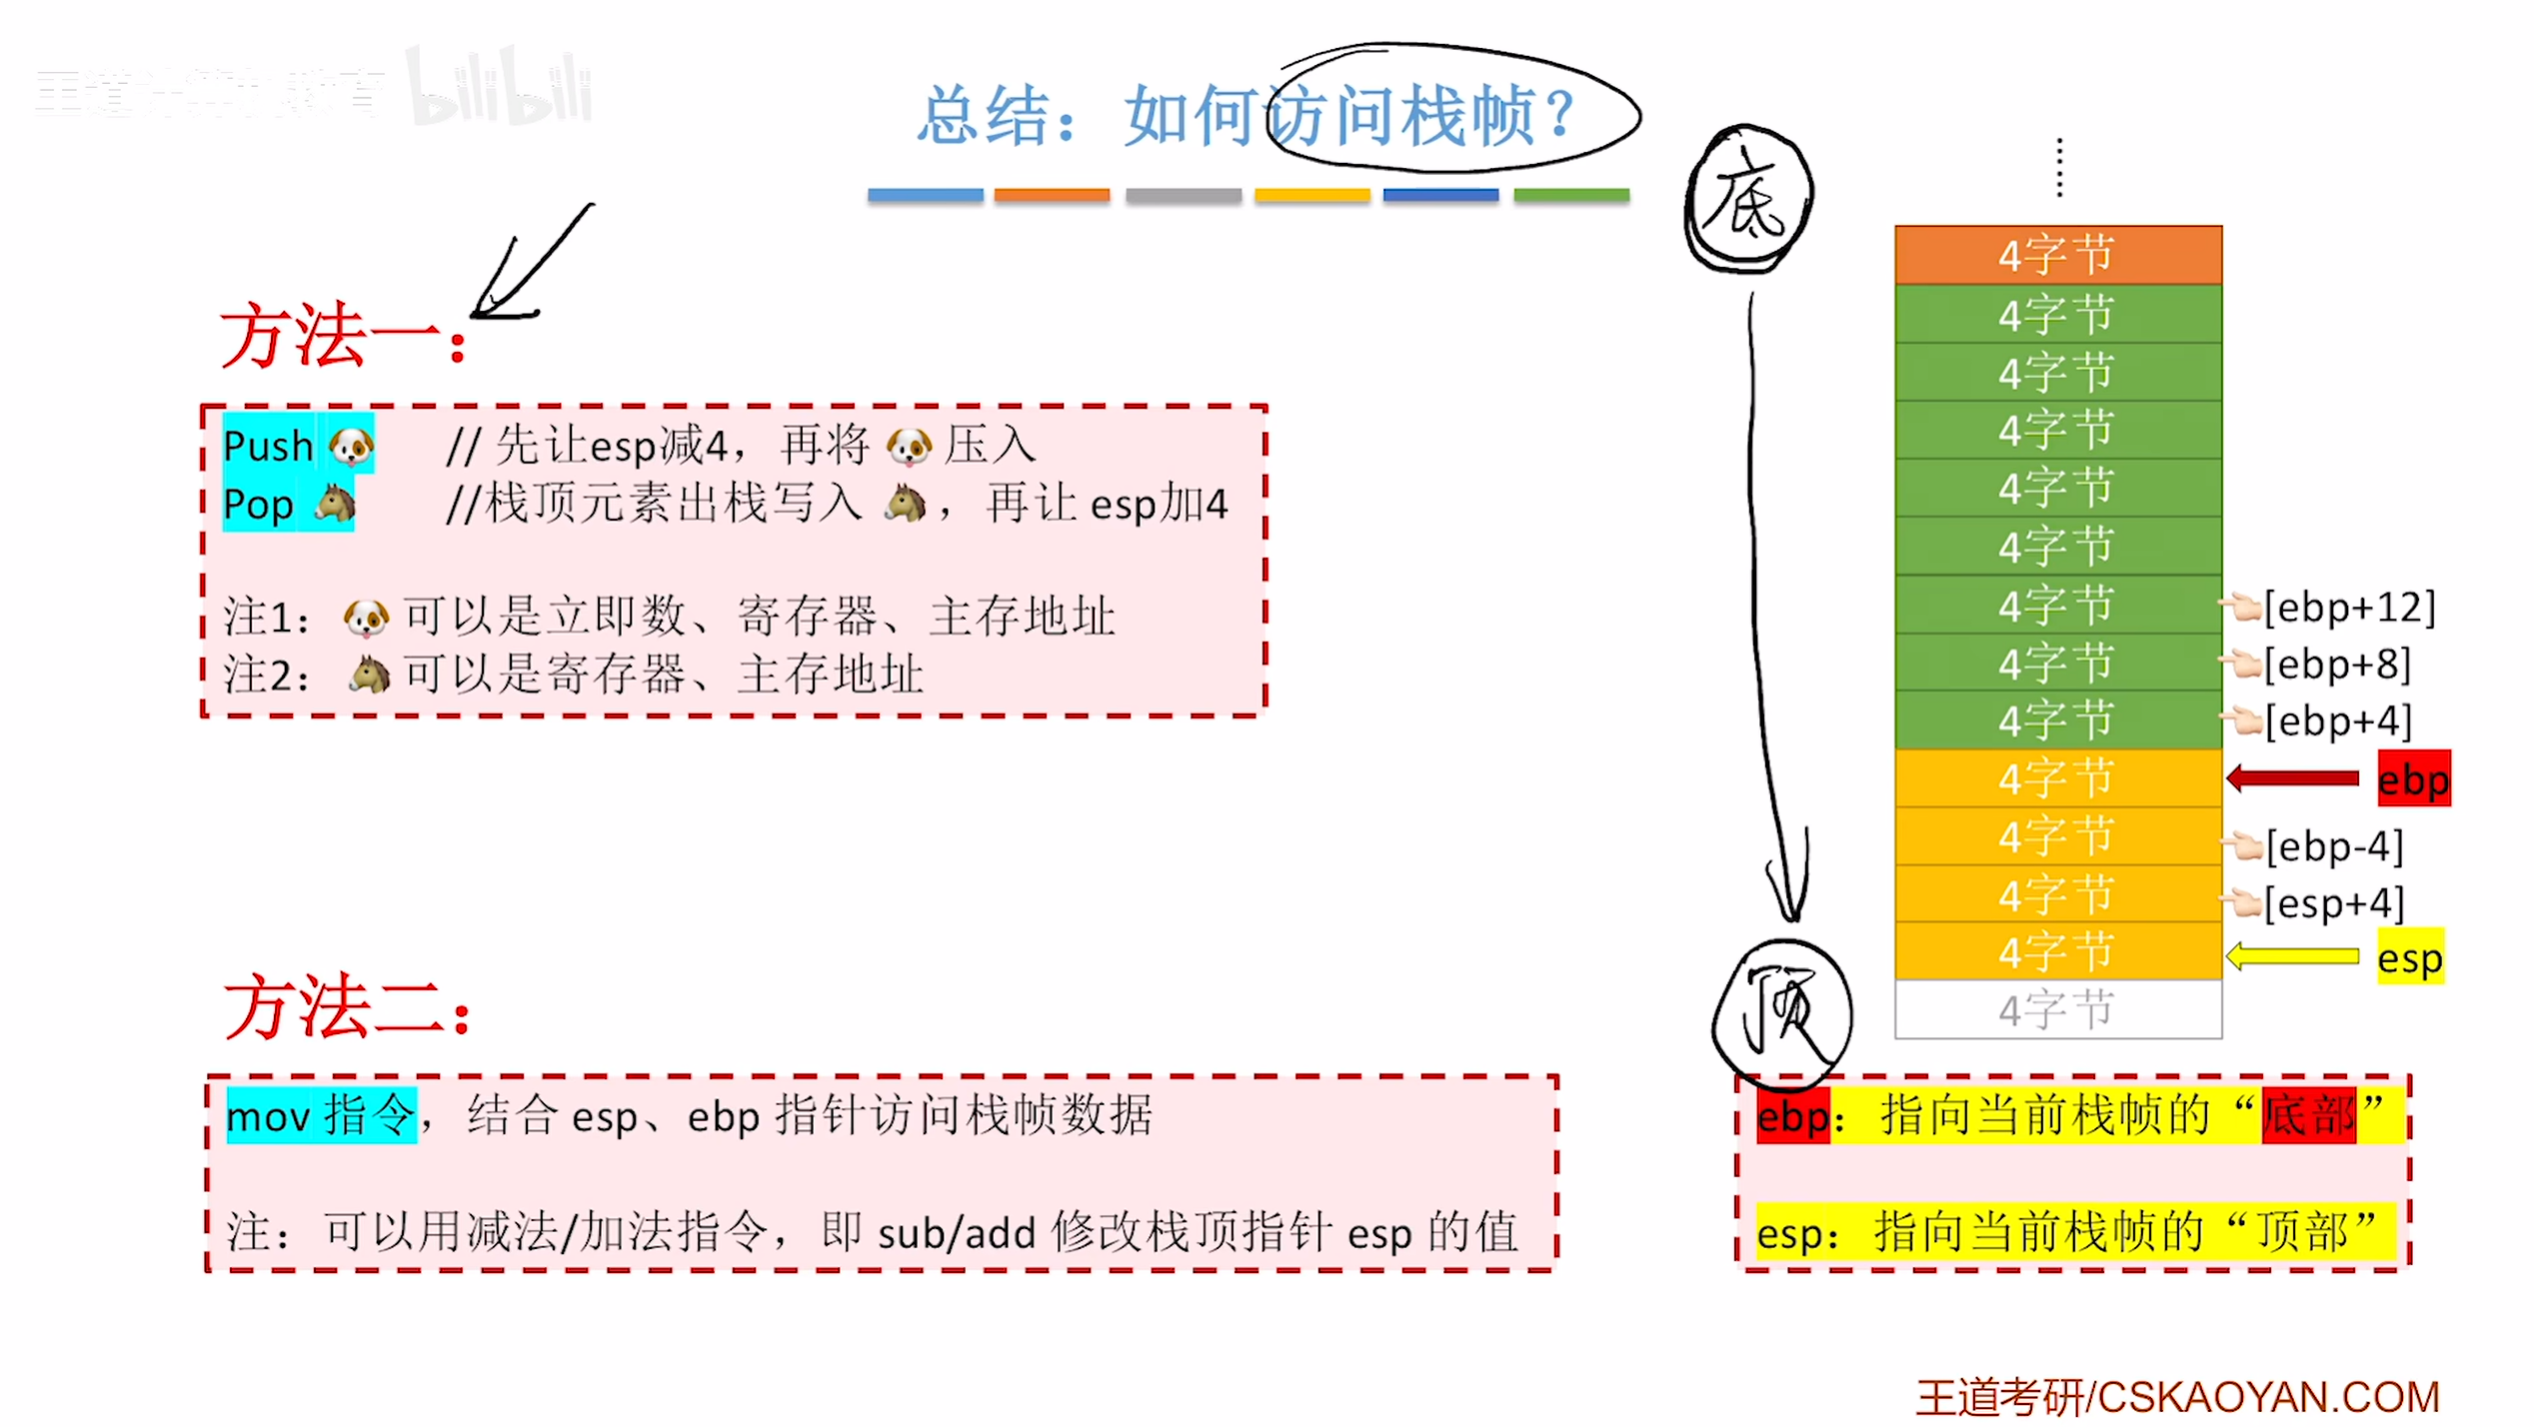 王道计算机教育 bilibili
总结：如何访问栈帧？
底
方法一：
Push 🐶 // 先让esp减4，再将 🐶 压入
Pop 🐴 //栈顶元素出栈写入 🐴 ，再让 esp加4
注1： 🐶 可以是立即数、寄存器、主存地址
注2： 🐴 可以是寄存器、主存地址
方法二：
mov 指令，结合 esp、ebp 指针访问栈帧数据
注：可以用减法/加法指令，即 sub/add 修改栈顶指针 esp 的值
4字节
4字节
4字节
4字节
4字节
4字节
4字节 [ebp+12]
4字节 [ebp+8]
4字节 [ebp+4]
4字节 ebp
4字节 [ebp-4]
4字节 [esp+4]
4字节 esp
4字节
顶
ebp：指向当前栈帧的“底部”
esp：指向当前栈帧的“顶部”
王道考研/CSKAOYAN.COM